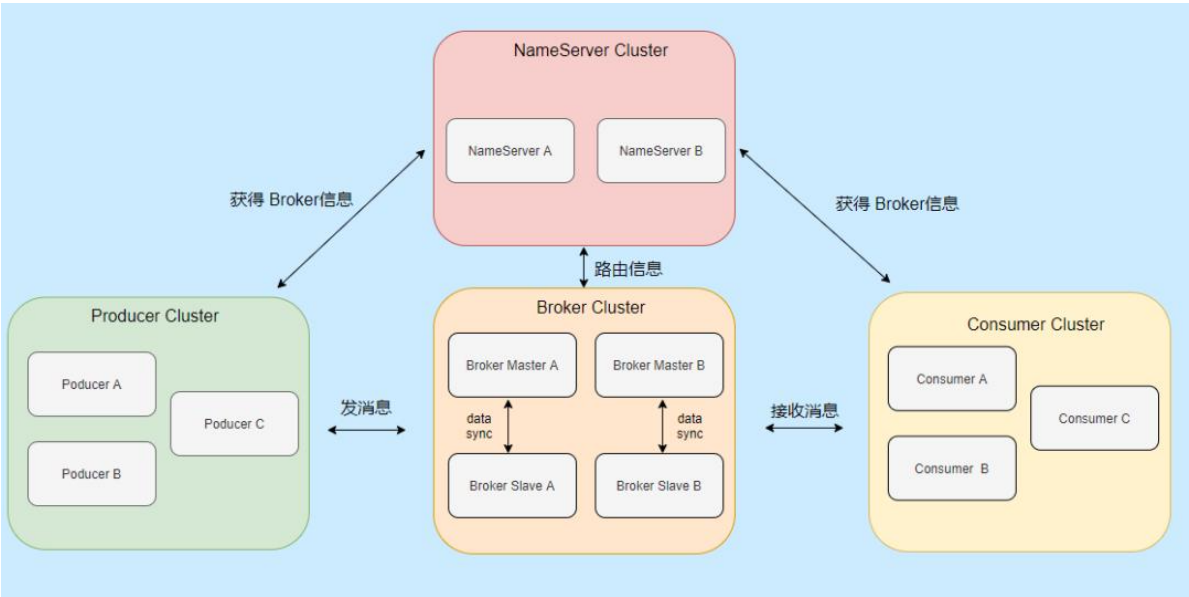 NameServer Cluster
NameServer A
NameServer B
获得 Broker信息
获得 Broker信息
路由信息
Producer Cluster
Poducer A
Poducer C
Poducer B
发消息
Broker Cluster
Broker Master A
Broker Master B
data
sync
data
sync
Broker Slave A
Broker Slave B
接收消息
Consumer Cluster
Consumer A
Consumer C
Consumer B